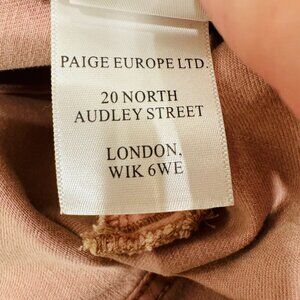 PAIGE EUROPE LTD.
20 NORTH
AUDLEY STREET
LONDON,
WIK 6WE